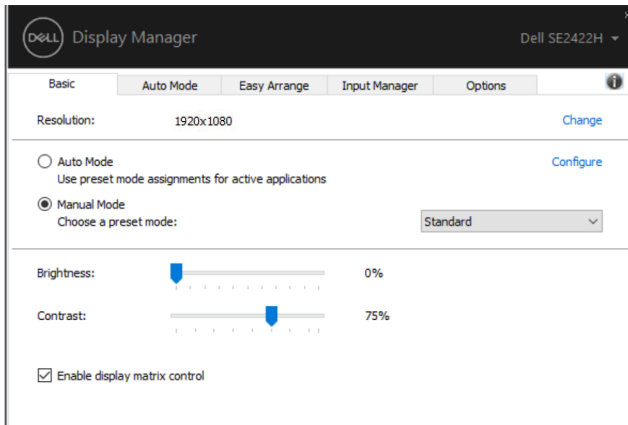 DELL Display Manager
Dell SE2422H
Basic Auto Mode Easy Arrange Input Manager Options
Resolution: 1920x1080 Change
Auto Mode Configure
Use preset mode assignments for active applications
Manual Mode
Choose a preset mode: Standard
Brightness: 0%
Contrast: 75%
Enable display matrix control